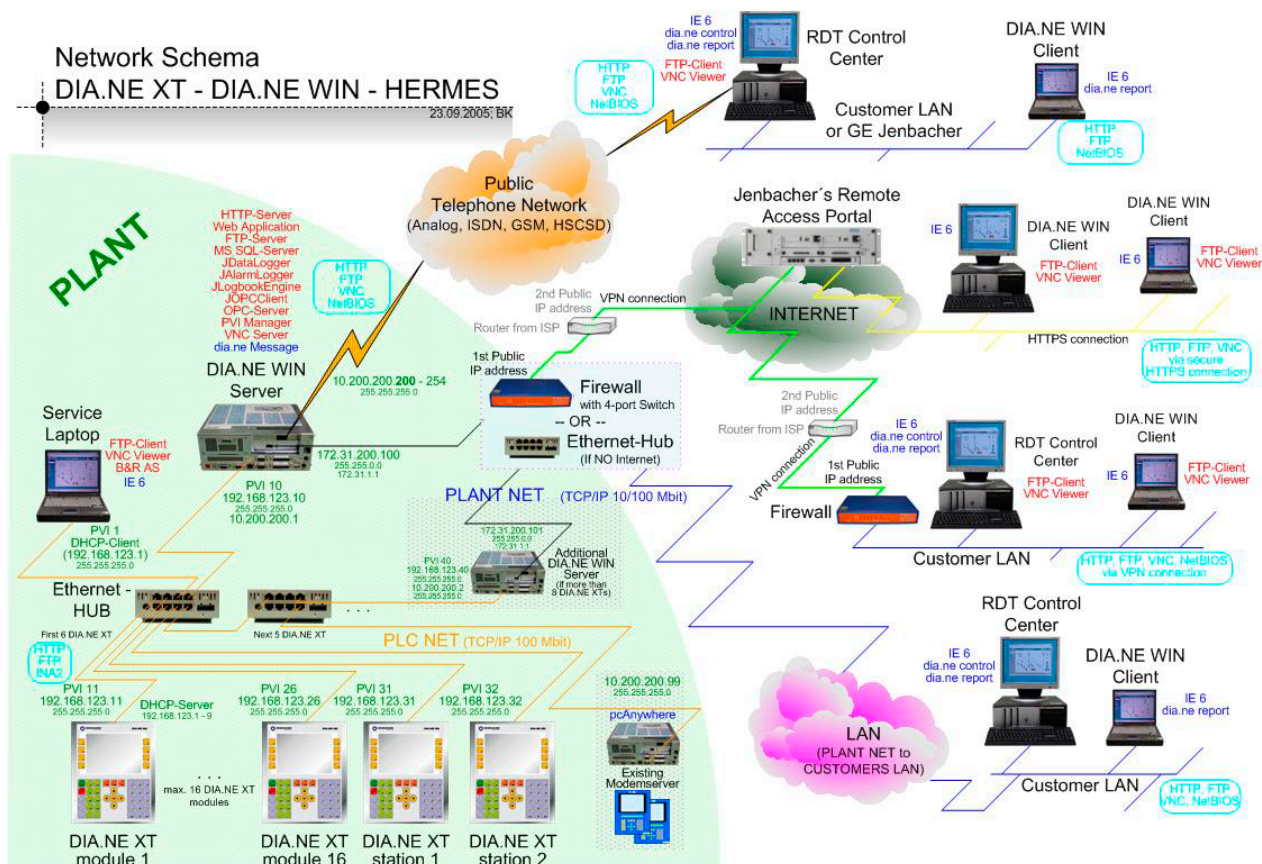 Network Schema
DIA.NE XT - DIA.NE WIN - HERMES
23.09.2005; BK
IE 6
dia.ne control
dia.ne report
FTP-Client
VNC Viewer
RDT Control
Center
HTTP
FTP
VNC
NetBIOS
Customer LAN
or GE Jenbacher
DIA.NE WIN
Client
IE 6
dia.ne report
HTTP
FTP
NetBIOS
Public
Telephone Network
(Analog, ISDN, GSM, HSCSD)
PLANT
HTTP-Server
Web Application
FTP-Server
MS SQL-Server
JDataLogger
JAlarmLogger
JLogbookEngine
JOPCClient
OPC-Server
PVI Manager
VNC Server
dia.ne Message
HTTP
FTP
VNC
NetBIOS
DIA.NE WIN
Server
10.200.200.200 - 254
255.255.255.0
Jenbacher´s Remote
Access Portal
IE 6
DIA.NE WIN
Client
FTP-Client
VNC Viewer
DIA.NE WIN
Client
IE 6
FTP-Client
VNC Viewer
INTERNET
HTTPS connection
HTTP, FTP, VNC
via secure
HTTPS connection
2nd Public
IP address
VPN connection
Router from ISP
1st Public
IP address
Firewall
with 4-port Switch
-- OR --
Ethernet-Hub
(If NO Internet)
Service
Laptop
FTP-Client
VNC Viewer
B&R AS
IE 6
172.31.200.100
255.255.0.0
172.31.1.1
PVI 10
192.168.123.10
255.255.255.0
10.200.200.1
PLANT NET (TCP/IP 10/100 Mbit)
2nd Public
IP address
Router from ISP
VPN connection
1st Public
IP address
Firewall
IE 6
dia.ne control
dia.ne report
RDT Control
Center
FTP-Client
VNC Viewer
DIA.NE WIN
Client
IE 6
FTP-Client
VNC Viewer
Customer LAN
HTTP, FTP, VNC, NetBIOS
via VPN connection
PVI 1
DHCP-Client
(192.168.123.1)
255.255.255.0
172.31.200.101
255.255.0.0
172.31.1.1
PVI 40
192.168.123.40
255.255.255.0
10.200.200.2
255.255.255.0
Additional
DIA.NE WIN
Server
(if more than
8 DIA.NE XTs)
Ethernet -
HUB
. . .
First 6 DIA.NE XT
Next 5 DIA.NE XT
PLC NET (TCP/IP 100 Mbit)
HTTP
FTP
INA2
PVI 11
192.168.123.11
255.255.255.0
DHCP-Server
192.168.123.1 - 9
PVI 26
192.168.123.26
255.255.255.0
PVI 31
192.168.123.31
255.255.255.0
PVI 32
192.168.123.32
255.255.255.0
10.200.200.99
255.255.255.0
pcAnywhere
Existing
Modemserver
. . .
max. 16 DIA.NE XT
modules
DIA.NE XT
module 1
DIA.NE XT
module 16
DIA.NE XT
station 1
DIA.NE XT
station 2
LAN
(PLANT NET to
CUSTOMERS LAN)
RDT Control
Center
IE 6
dia.ne control
dia.ne report
DIA.NE WIN
Client
IE 6
dia.ne report
Customer LAN
HTTP, FTP
VNC, NetBIOS